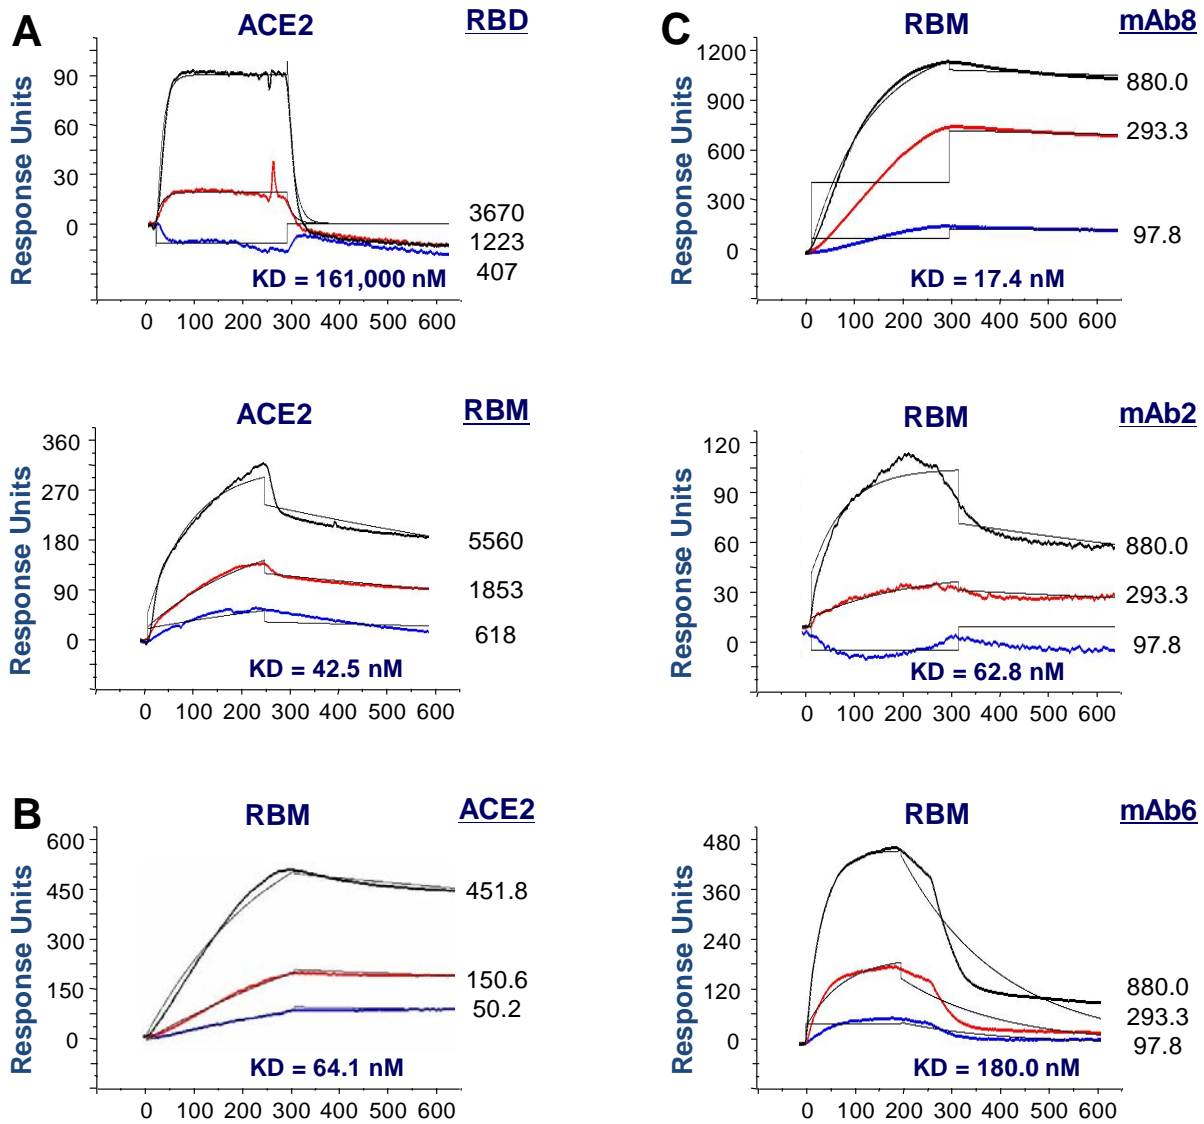 A
ACE2
RBD
Response Units
90
60
30
0
3670
1223
407
KD = 161,000 nM
0 100 200 300 400 500 600
ACE2
RBM
Response Units
360
270
180
90
0
5560
1853
618
KD = 42.5 nM
0 100 200 300 400 500 600
B
RBM
ACE2
Response Units
600
450
300
150
0
451.8
150.6
50.2
KD = 64.1 nM
0 100 200 300 400 500 600
C
RBM
mAb8
Response Units
1200
900
600
300
0
880.0
293.3
97.8
KD = 17.4 nM
0 100 200 300 400 500 600
RBM
mAb2
Response Units
120
90
60
30
0
880.0
293.3
97.8
KD = 62.8 nM
0 100 200 300 400 500 600
RBM
mAb6
Response Units
480
360
240
120
0
880.0
293.3
97.8
KD = 180.0 nM
0 100 200 300 400 500 600